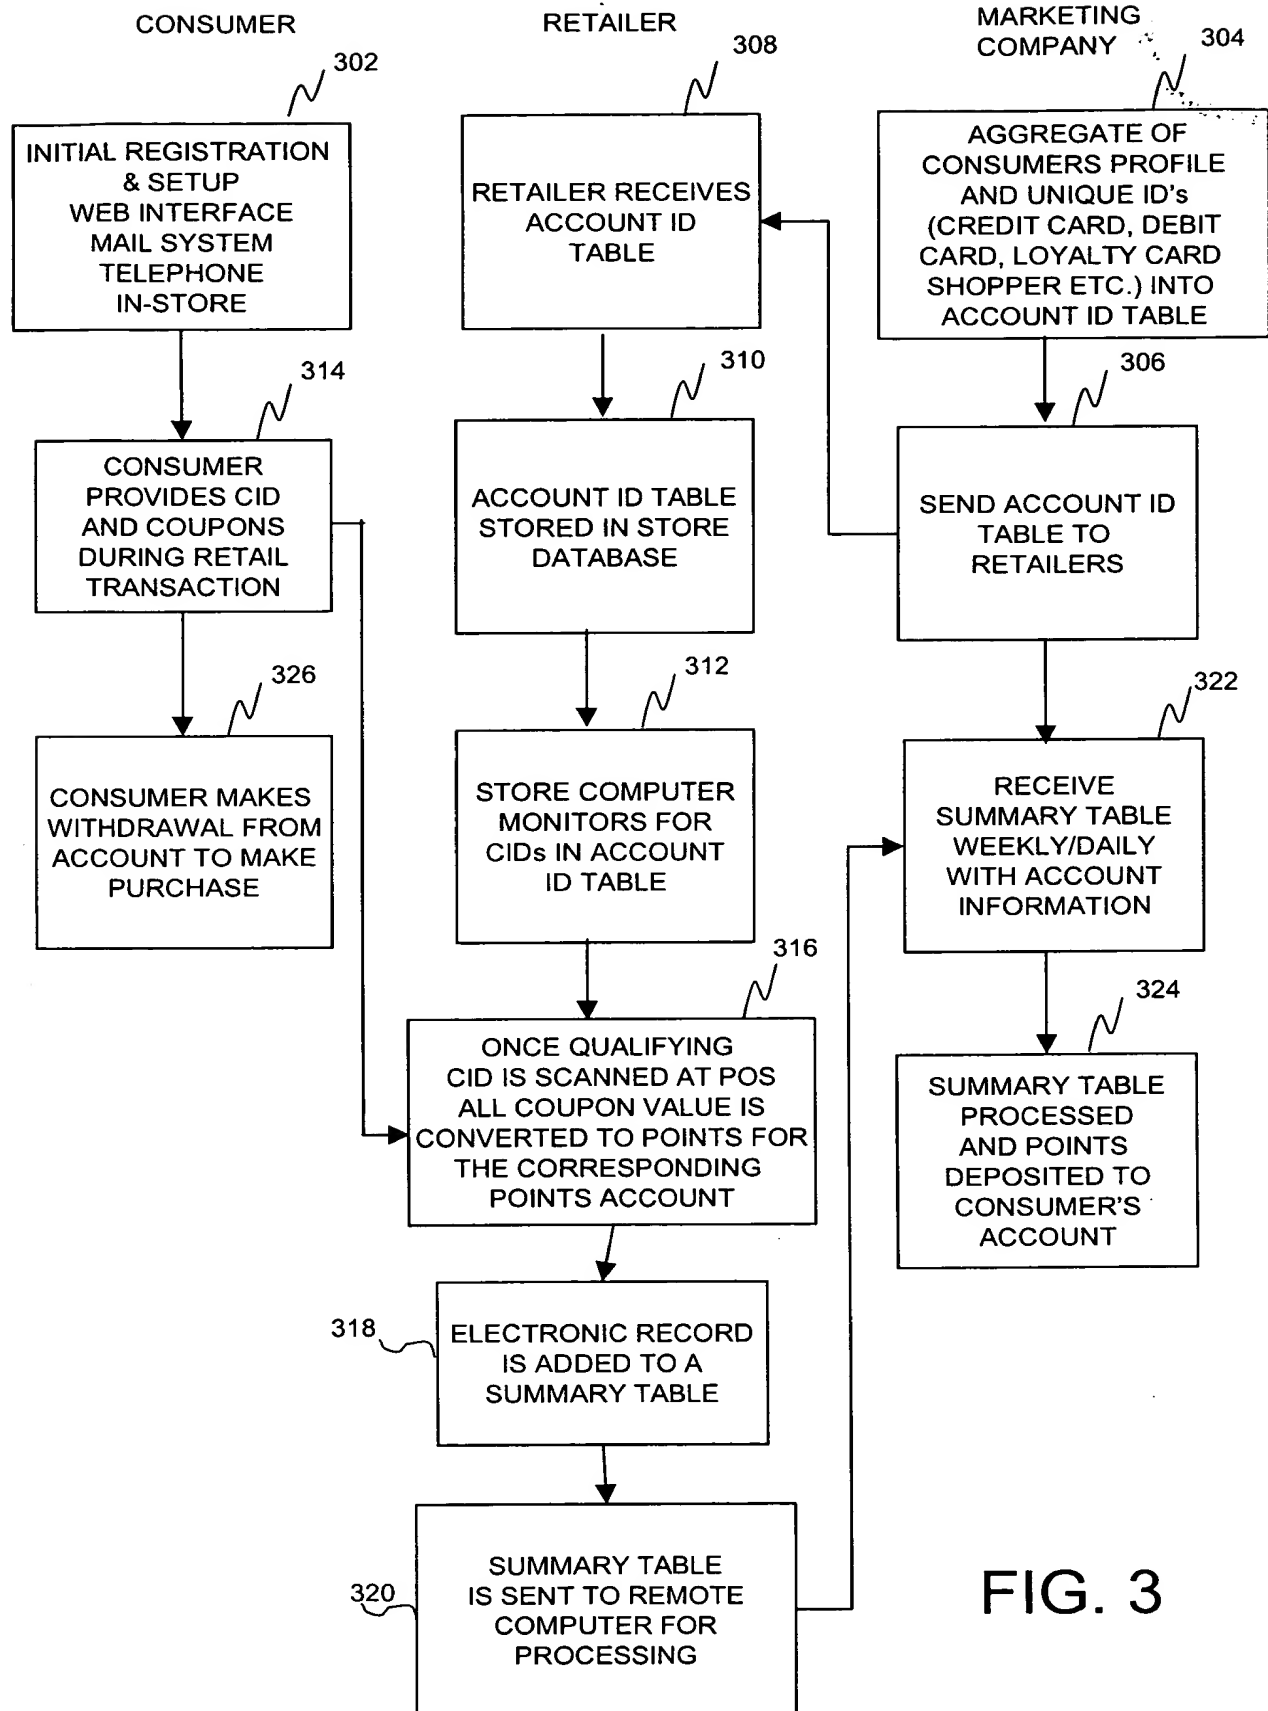 CONSUMER
302
INITIAL REGISTRATION
& SETUP
WEB INTERFACE
MAIL SYSTEM
TELEPHONE
IN-STORE
314
CONSUMER
PROVIDES CID
AND COUPONS
DURING RETAIL
TRANSACTION
326
CONSUMER MAKES
WITHDRAWAL FROM
ACCOUNT TO MAKE
PURCHASE
RETAILER
308
RETAILER RECEIVES
ACCOUNT ID
TABLE
310
ACCOUNT ID TABLE
STORED IN STORE
DATABASE
312
STORE COMPUTER
MONITORS FOR
CIDs IN ACCOUNT
ID TABLE
316
ONCE QUALIFYING
CID IS SCANNED AT POS
ALL COUPON VALUE IS
CONVERTED TO POINTS FOR
THE CORRESPONDING
POINTS ACCOUNT
318
ELECTRONIC RECORD
IS ADDED TO A
SUMMARY TABLE
320
SUMMARY TABLE
IS SENT TO REMOTE
COMPUTER FOR
PROCESSING
MARKETING
COMPANY
304
AGGREGATE OF
CONSUMERS PROFILE
AND UNIQUE ID's
(CREDIT CARD, DEBIT
CARD, LOYALTY CARD
SHOPPER ETC.) INTO
ACCOUNT ID TABLE
306
SEND ACCOUNT ID
TABLE TO
RETAILERS
322
RECEIVE
SUMMARY TABLE
WEEKLY/DAILY
WITH ACCOUNT
INFORMATION
324
SUMMARY TABLE
PROCESSED
AND POINTS
DEPOSITED TO
CONSUMER'S
ACCOUNT
FIG. 3